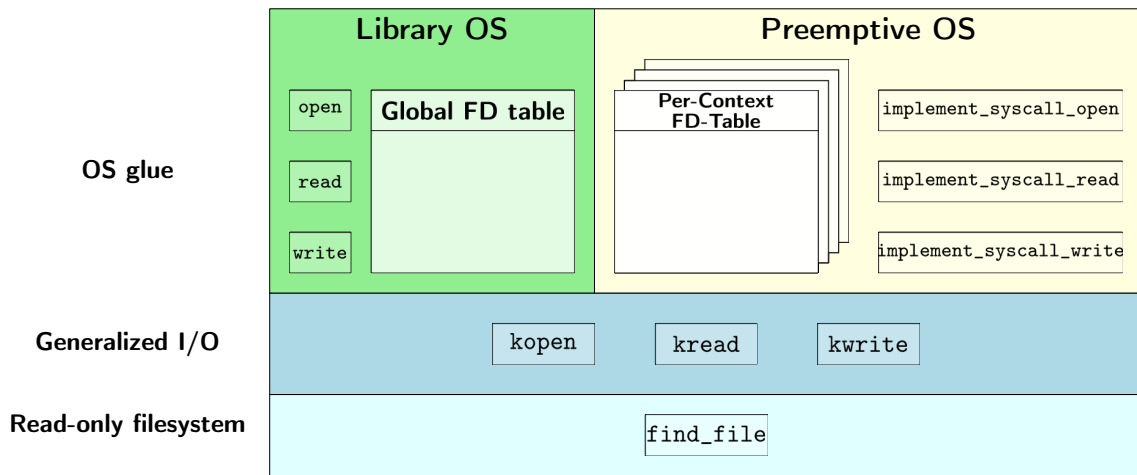 Library OS
Preemptive OS
OS glue
open
read
write
Global FD table
Per-Context
FD-Table
implement_syscall_open
implement_syscall_read
implement_syscall_write
Generalized I/O
kopen
kread
kwrite
Read-only filesystem
find_file